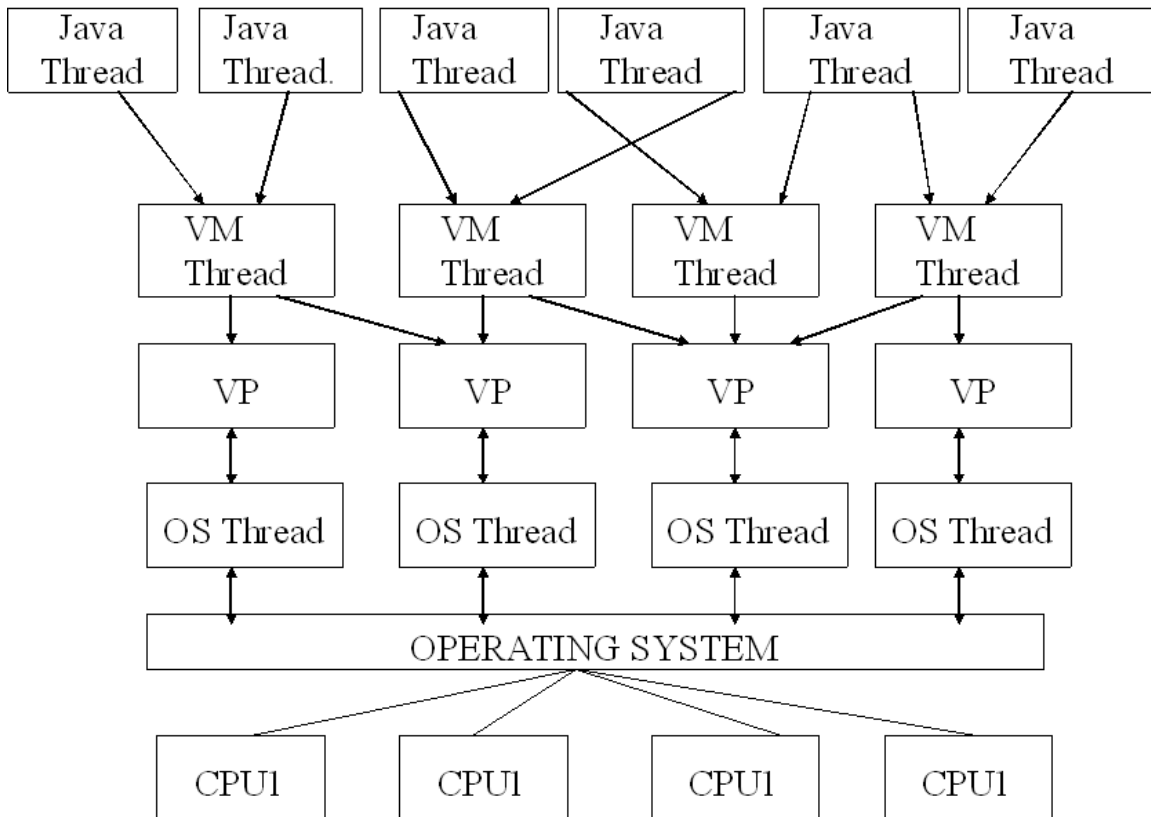 Java
Thread
Java
Thread.
Java
Thread
Java
Thread
Java
Thread
Java
Thread
VM
Thread
VM
Thread
VM
Thread
VM
Thread
VP
VP
VP
VP
OS Thread
OS Thread
OS Thread
OS Thread
OPERATING SYSTEM
CPU1
CPU1
CPU1
CPU1